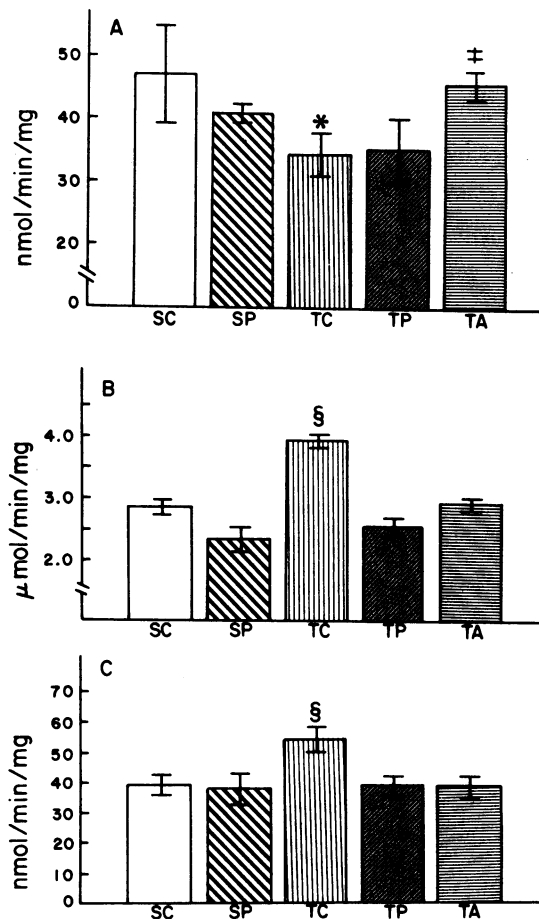 A
nmol/min/mg
50
40
30
20
0
*
‡
SC SP TC TP TA
B
μmol/min/mg
4.0
3.0
2.0
§
SC SP TC TP TA
C
nmol/min/mg
70
60
50
40
30
20
10
0
§
SC SP TC TP TA